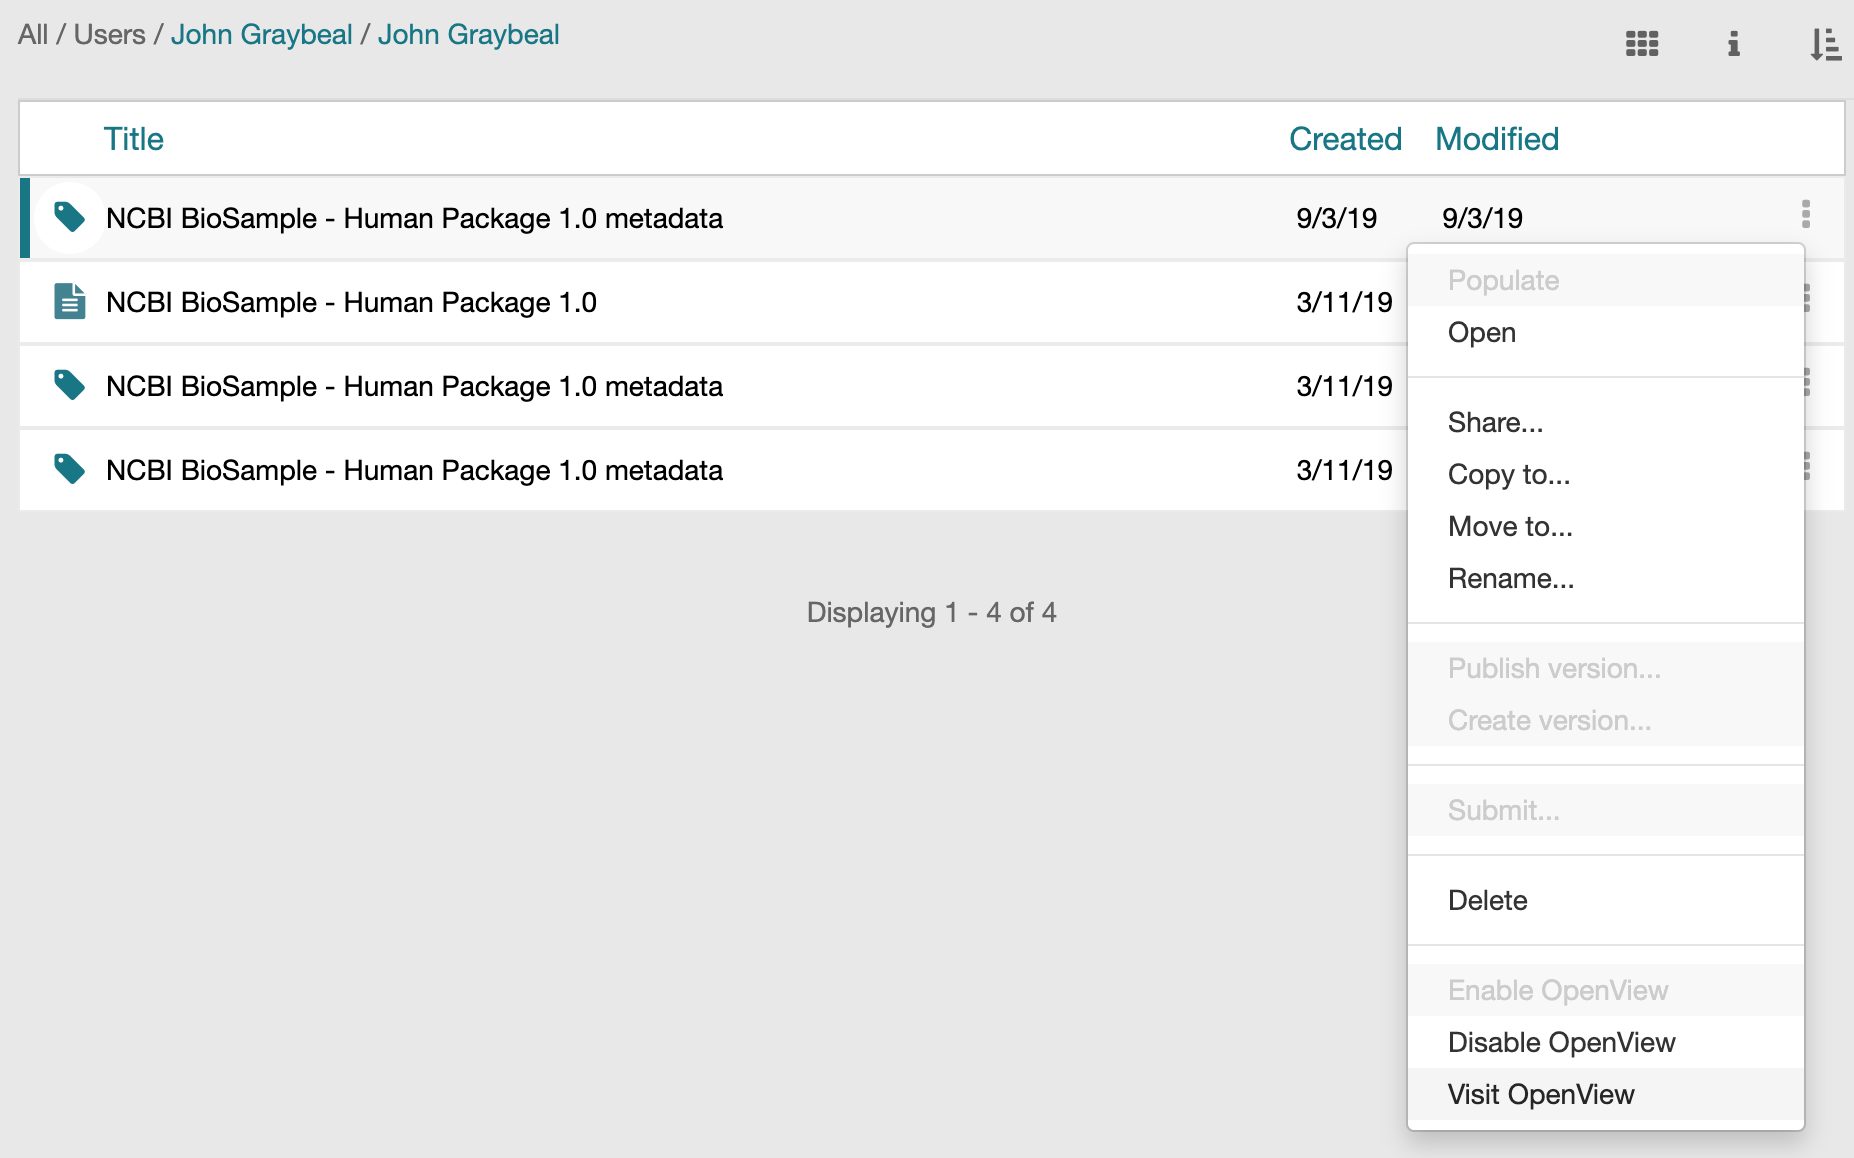 All / Users / John Graybeal / John Graybeal
Title Created Modified
NCBI BioSample - Human Package 1.0 metadata 9/3/19 9/3/19
NCBI BioSample - Human Package 1.0 3/11/19
NCBI BioSample - Human Package 1.0 metadata 3/11/19
NCBI BioSample - Human Package 1.0 metadata 3/11/19
Displaying 1 - 4 of 4
Populate
Open
Share...
Copy to...
Move to...
Rename...
Publish version...
Create version...
Submit...
Delete
Enable OpenView
Disable OpenView
Visit OpenView